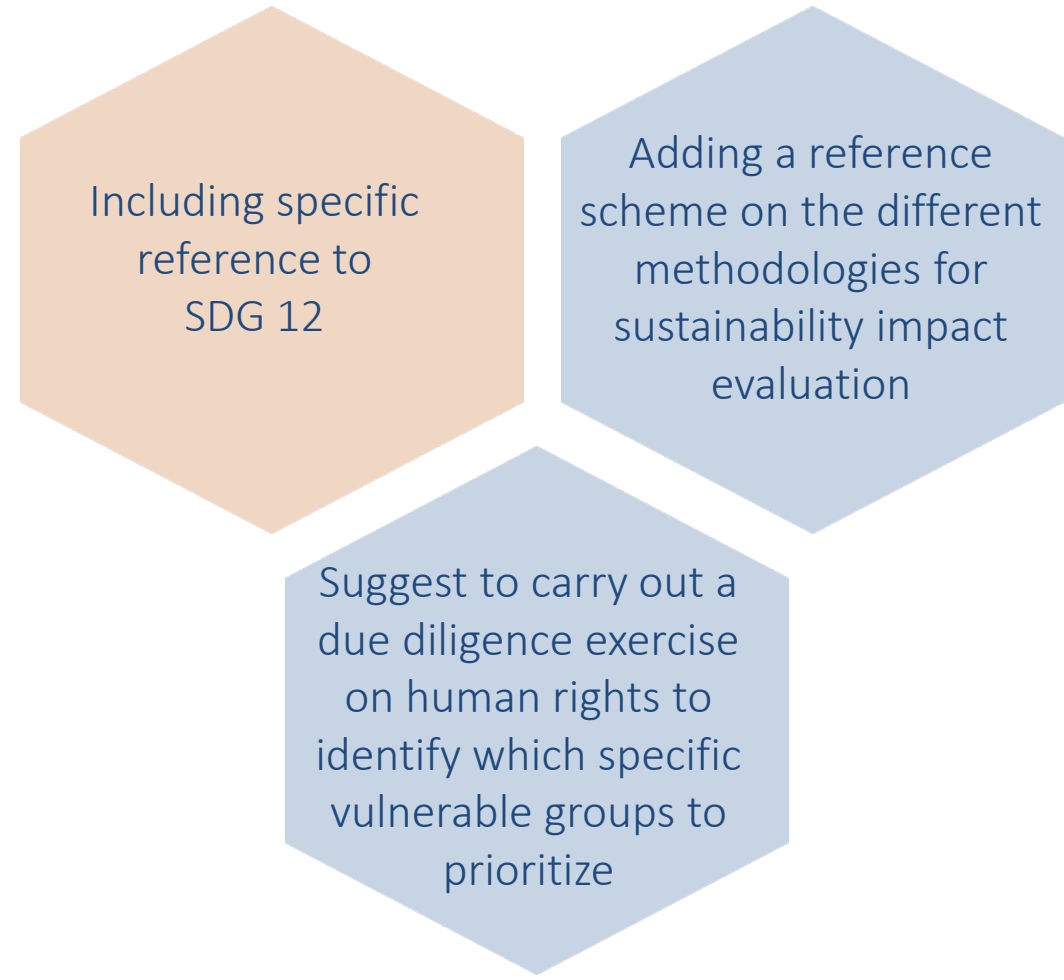 Including specific
reference to
SDG 12
Adding a reference
scheme on the different
methodologies for
sustainability impact
evaluation
Suggest to carry out a
due diligence exercise
on human rights to
identify which specific
vulnerable groups to
prioritize